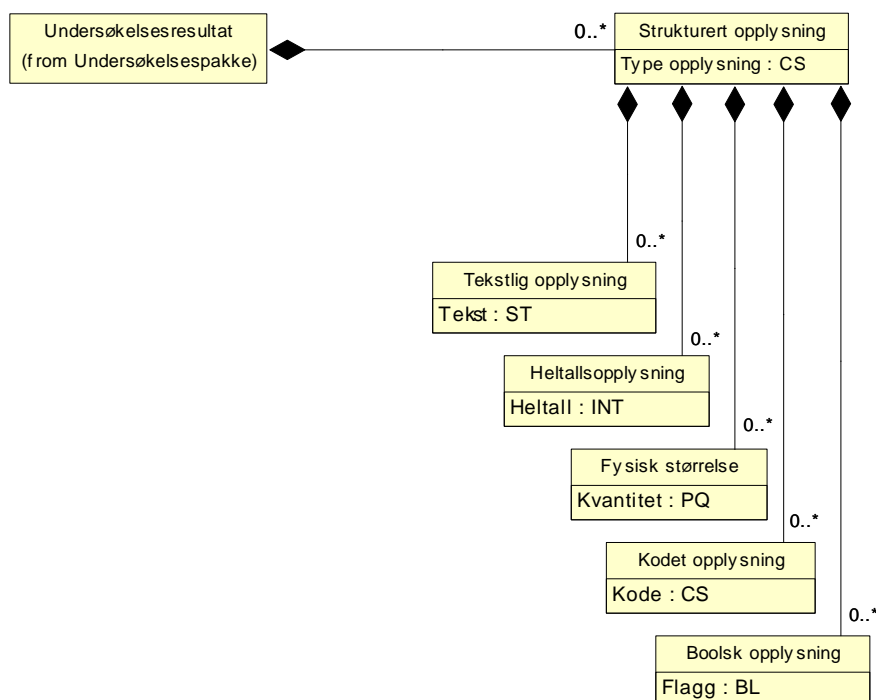 Undersøkelsesresultat
(from Undersøkelsespakke)
0..*
Strukturert opplysning
Type opplysning : CS
0..*
Tekstlig opplysning
Tekst : ST
0..*
Heltallsopplysning
Heltall : INT
0..*
Fysisk størrelse
Kvantitet : PQ
0..*
Kodet opplysning
Kode : CS
0..*
Boolsk opplysning
Flagg : BL